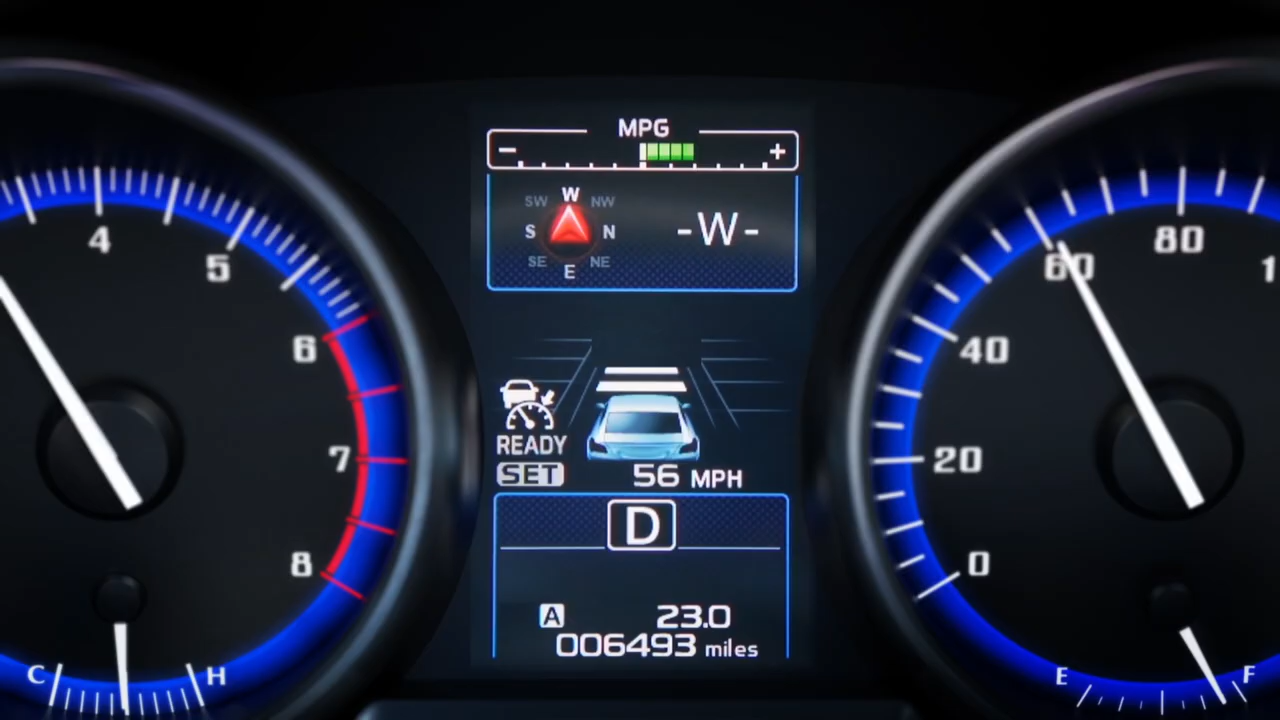 4
5
6
7
8
C H
MPG
- +
SW W NW
S N
SE E NE
-W-
READY
SET
56 MPH
D
A 23.0
006493 miles
80
60
40
20
0
E F